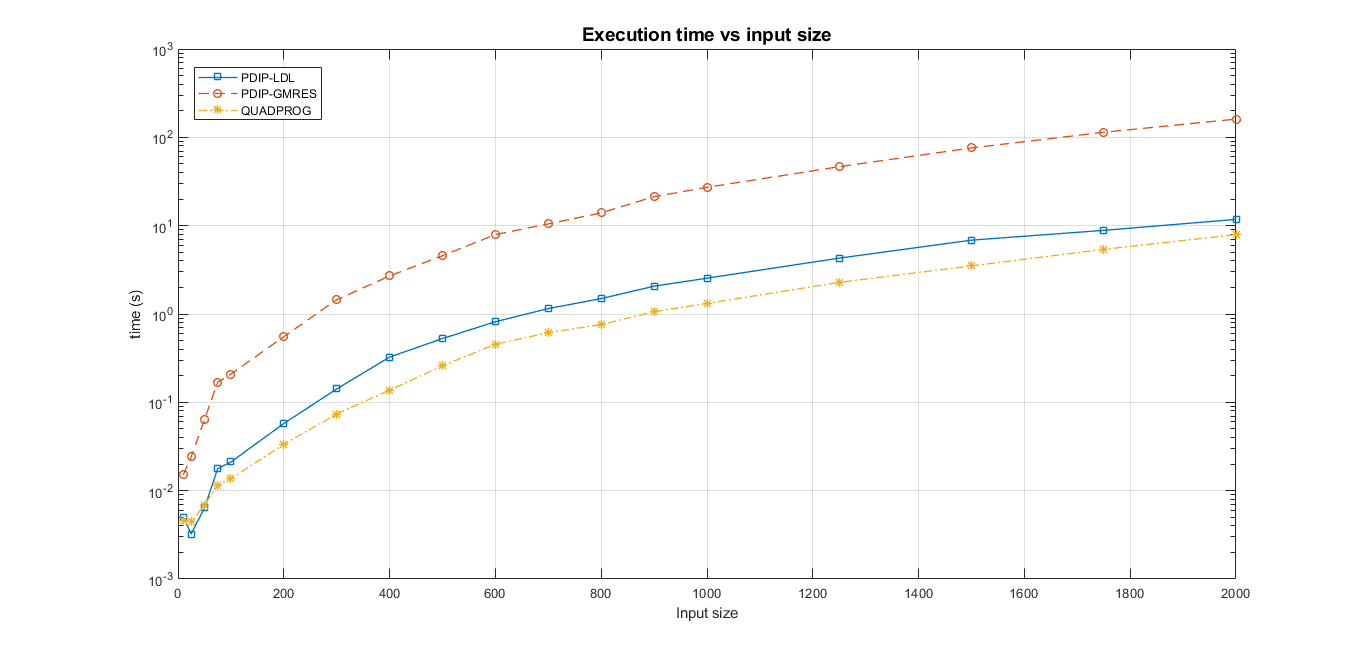 Execution time vs input size
10^3
10^2
10^1
10^0
10^-1
10^-2
10^-3
time (s)
PDIP-LDL
PDIP-GMRES
QUADPROG
0 200 400 600 800 1000 1200 1400 1600 1800 2000
Input size